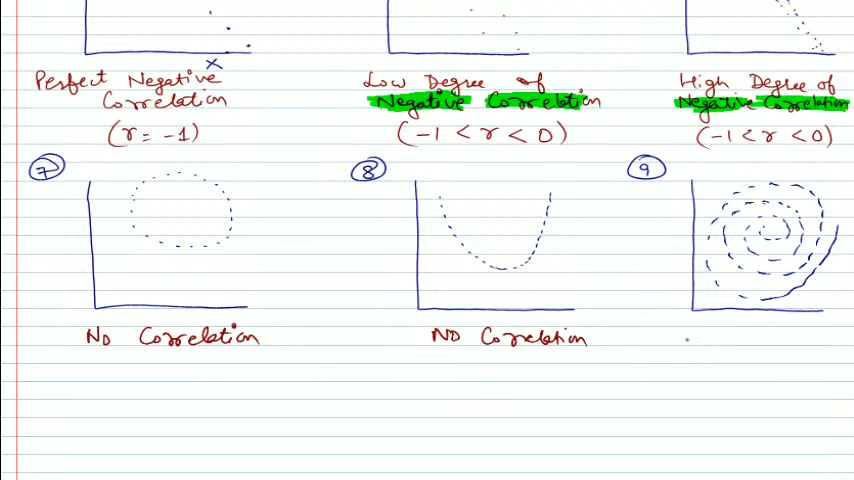 X
Perfect Negative
Correlation
(r = -1)
Low Degree of
Negative Correlation
(-1 < r < 0)
High Degree of
Negative Correlation
(-1 < r < 0)
7
8
9
No Correlation
No Correlation